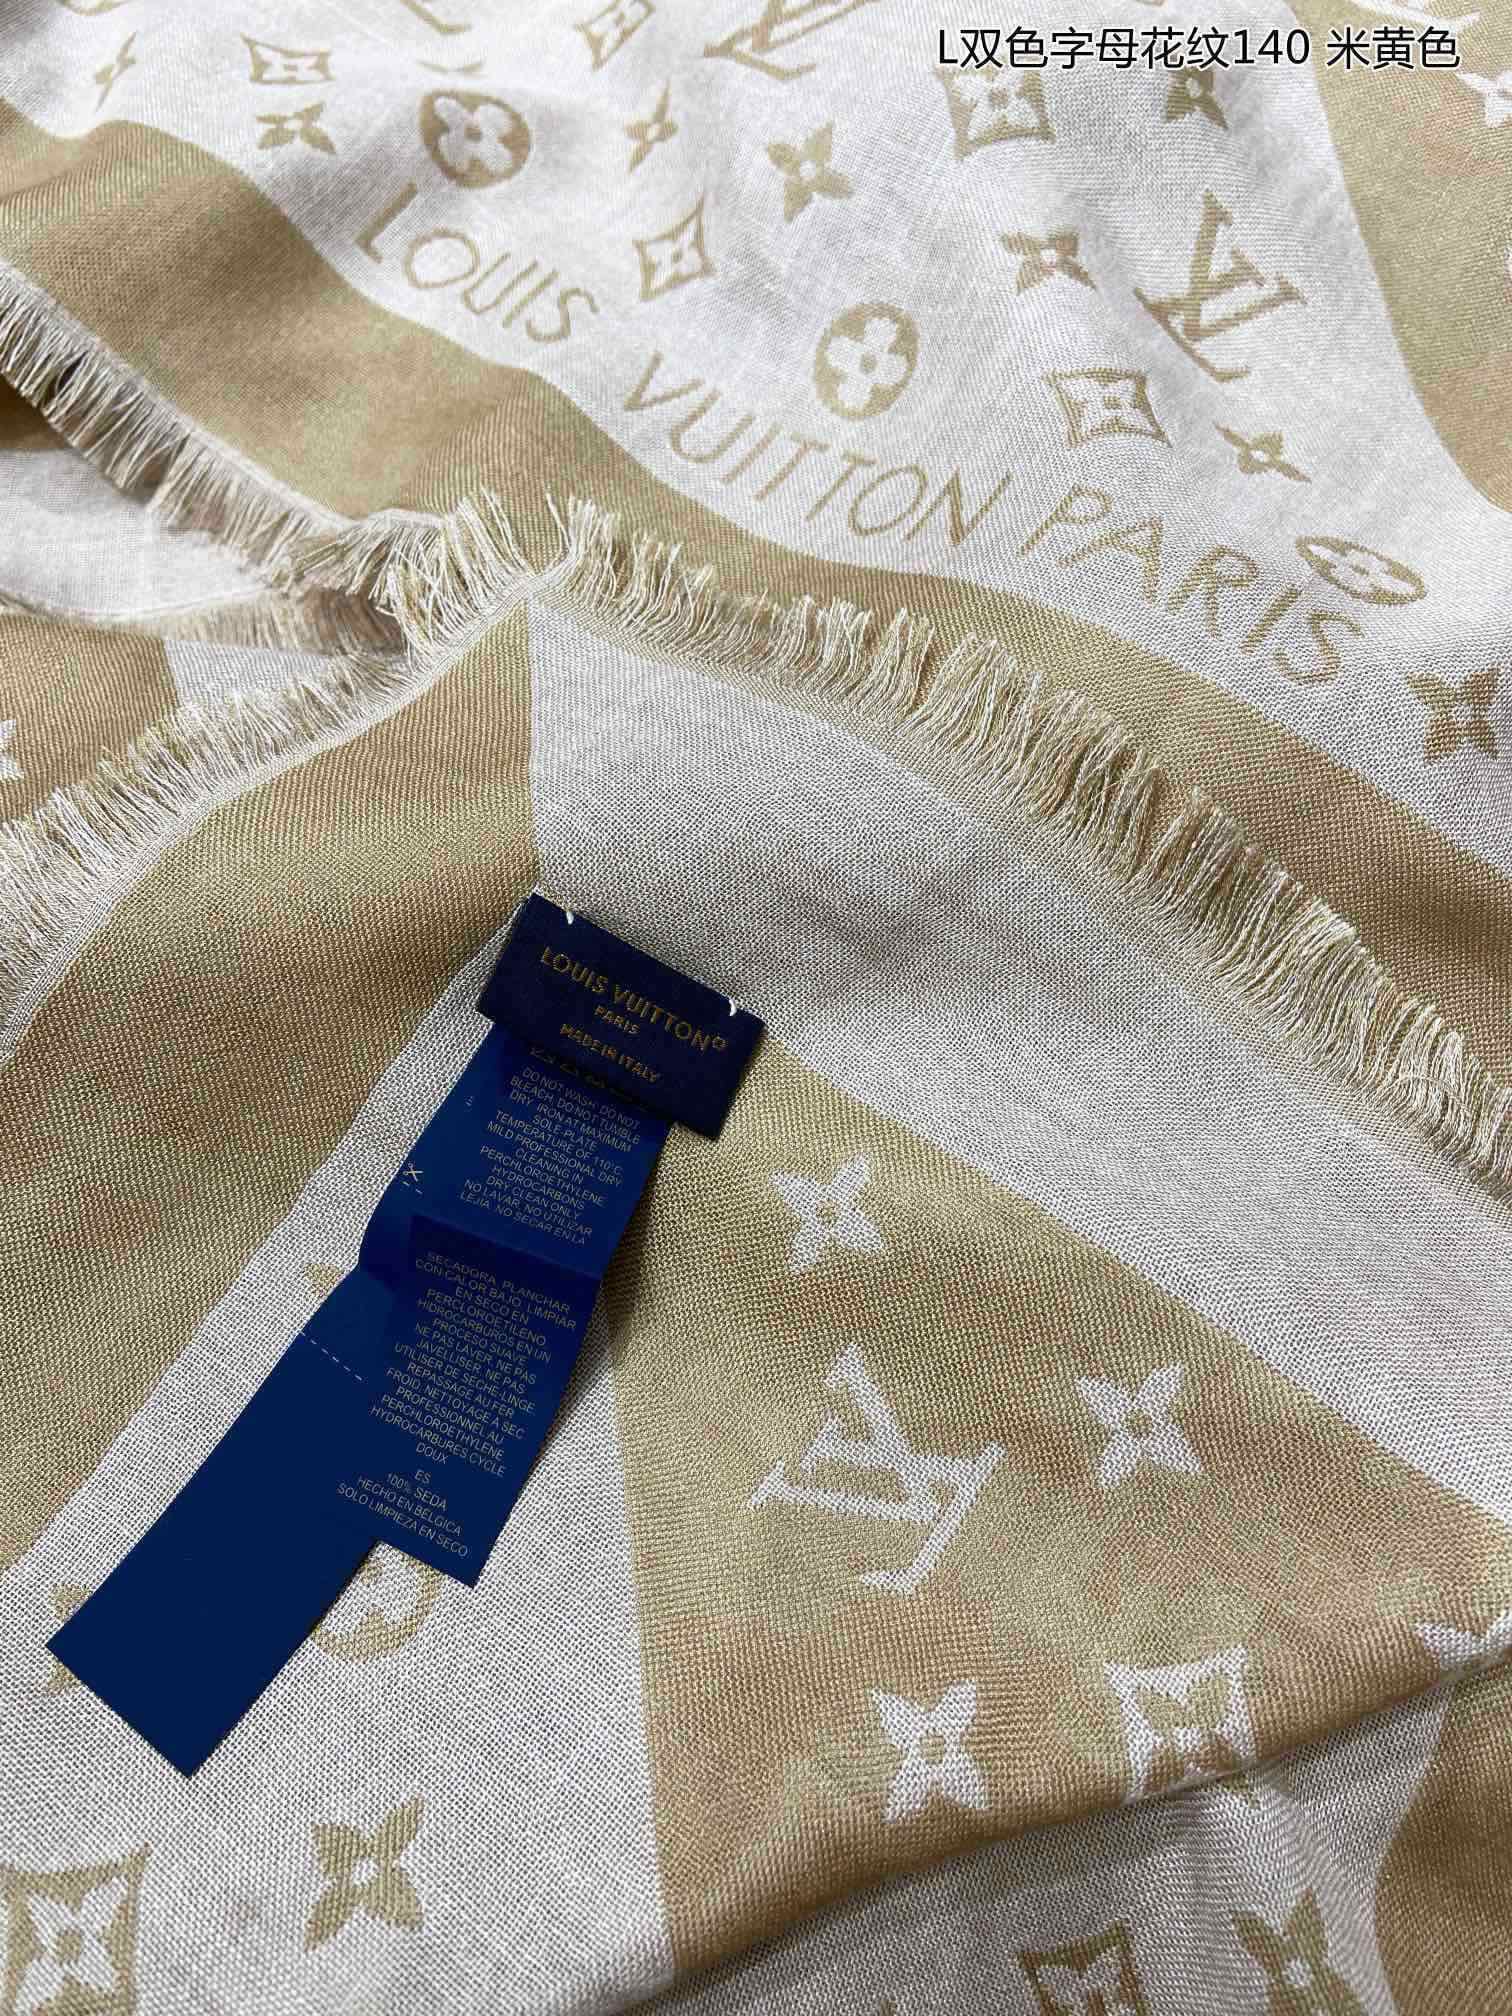 L双色字母花纹140 米黄色
LOUIS VUITTON PARIS
LOUIS VUITTON
PARIS
MADE IN ITALY
DO NOT WASH, DO NOT
BLEACH, DO NOT TUMBLE
DRY, IRON AT MAXIMUM
SOLE-PLATE
TEMPERATURE OF 110°C,
MILD PROFESSIONAL DRY
CLEANING IN
PERCHLOROETHYLENE
HYDROCARBONS
DRY CLEAN ONLY
NO LAVAR, NO UTILIZAR
LEJIA, NO SECAR EN LA
SECADORA, PLANCHAR
CON CALOR BAJO, LIMPIAR
EN SECO EN
PERCLOROETILENO
HIDROCARBUROS EN UN
PROCESO SUAVE
NE PAS LAVER, NE PAS
JAVELLISER, NE PAS
UTILISER DE SÈCHE-LINGE,
REPASSAGE AU FER
FROID, NETTOYAGE À SEC
PROFESSIONNEL AU
PERCHLOROETHYLENE
HYDROCARBURES CYCLE
DOUX
ES
100% SEDA
HECHO EN BÉLGICA
SOLO LIMPIEZA EN SECO